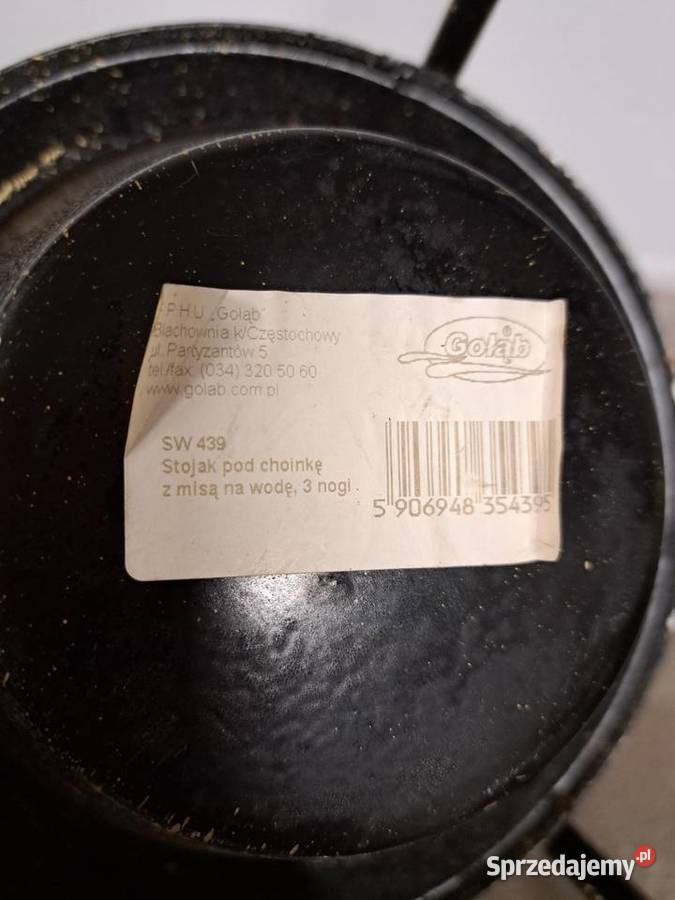 PHU „Gołąb"
Blachownia k/Częstochowy
ul. Partyzantów 5
tel./fax. (034) 320 50 60
www.golab.com.pl
Gołąb
SW 439
Stojak pod choinkę
z misą na wodę, 3 nogi.
5 906948 354395
Sprzedajemy.pl